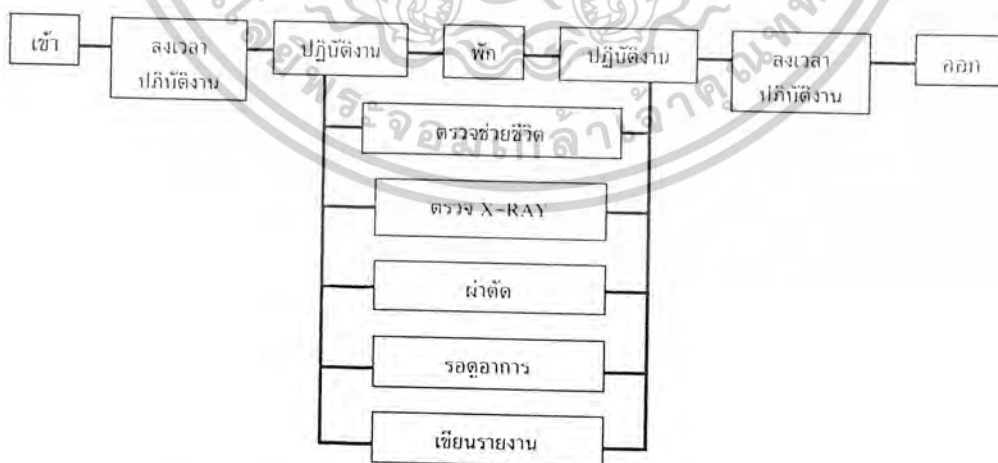 เข้า
ลงเวลา
ปฏิบัติงาน
ปฏิบัติงาน
พัก
ปฏิบัติงาน
ลงเวลา
ปฏิบัติงาน
ออก
ตรวจช่วยชีวิต
ตรวจ X-RAY
ผ่าตัด
รอดูอาการ
เขียนรายงาน